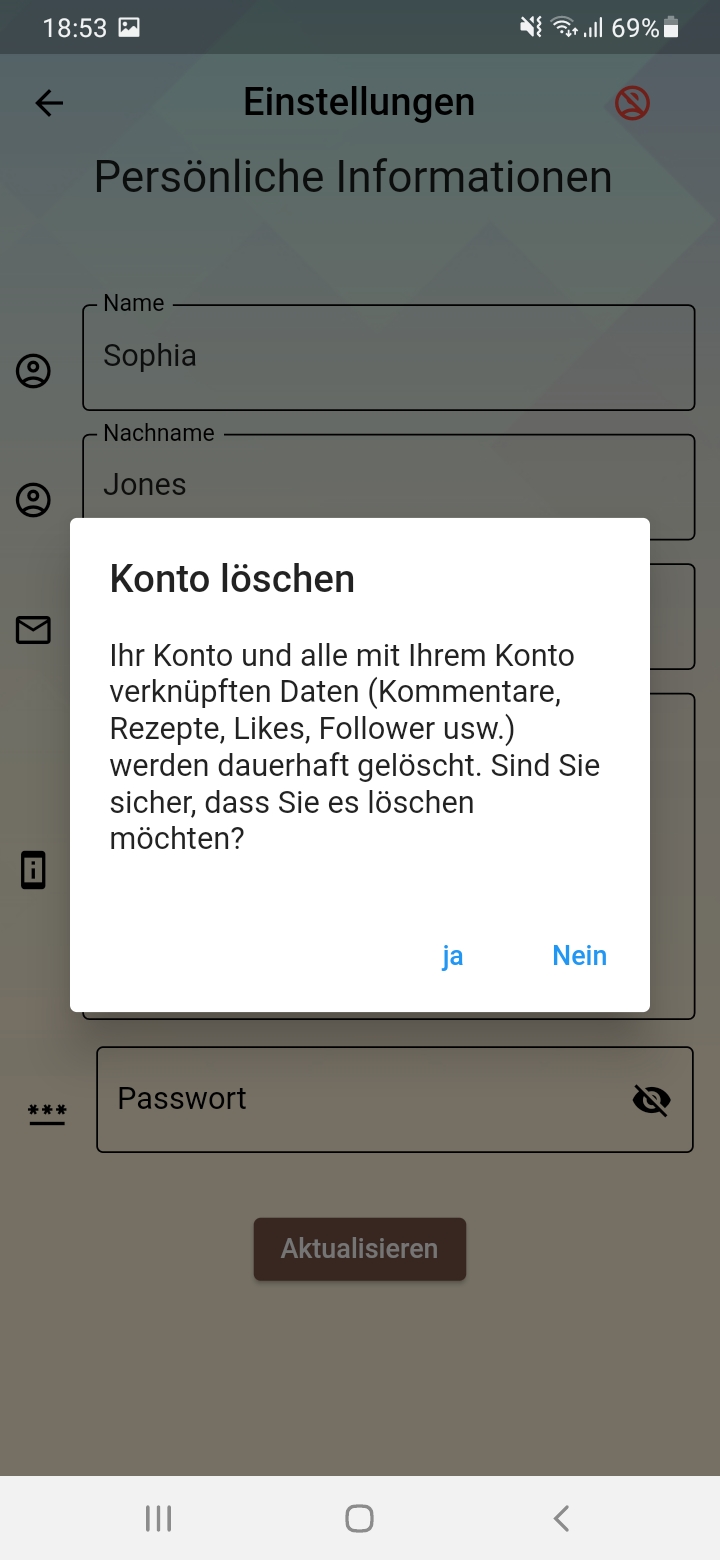 18:53
69%
Einstellungen
Persönliche Informationen
Name
Sophia
Nachname
Jones
Konto löschen
Ihr Konto und alle mit Ihrem Konto
verknüpften Daten (Kommentare,
Rezepte, Likes, Follower usw.)
werden dauerhaft gelöscht. Sind Sie
sicher, dass Sie es löschen
möchten?
ja
Nein
Passwort
Aktualisieren